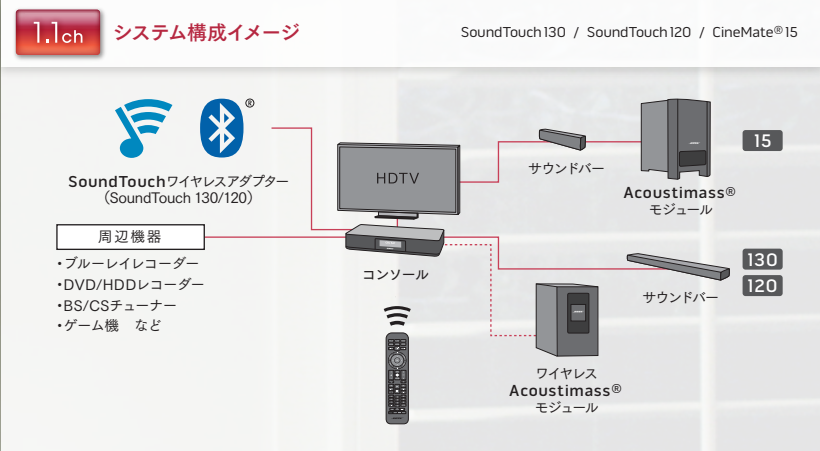 1.1ch システム構成イメージ
SoundTouch 130 / SoundTouch 120 / CineMate®15
®
SoundTouchワイヤレスアダプター
(SoundTouch 130/120)
周辺機器
・ブルーレイレコーダー
・DVD/HDDレコーダー
・BS/CSチューナー
・ゲーム機 など
HDTV
コンソール
サウンドバー
15
Acoustimass®
モジュール
130
120
サウンドバー
ワイヤレス
Acoustimass®
モジュール